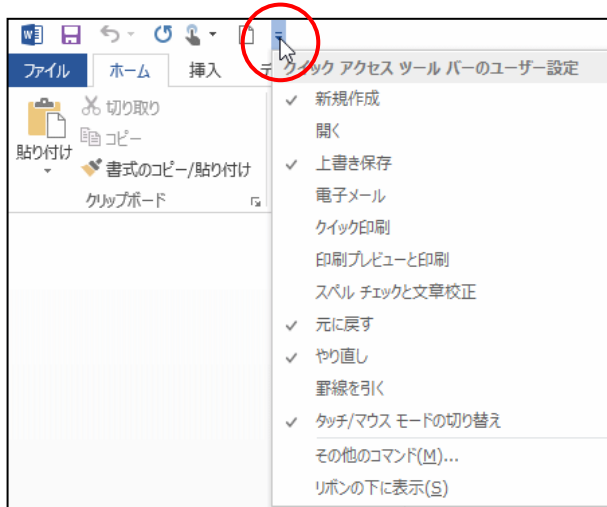 ファイル ホーム 挿入
クイック アクセス ツール バーのユーザー設定
切り取り
コピー
書式のコピー/貼り付け
貼り付け
クリップボード
新規作成
開く
上書き保存
電子メール
クイック印刷
印刷プレビューと印刷
スペル チェックと文章校正
元に戻す
やり直し
罫線を引く
タッチ/マウス モードの切り替え
その他のコマンド(M)...
リボンの下に表示(S)